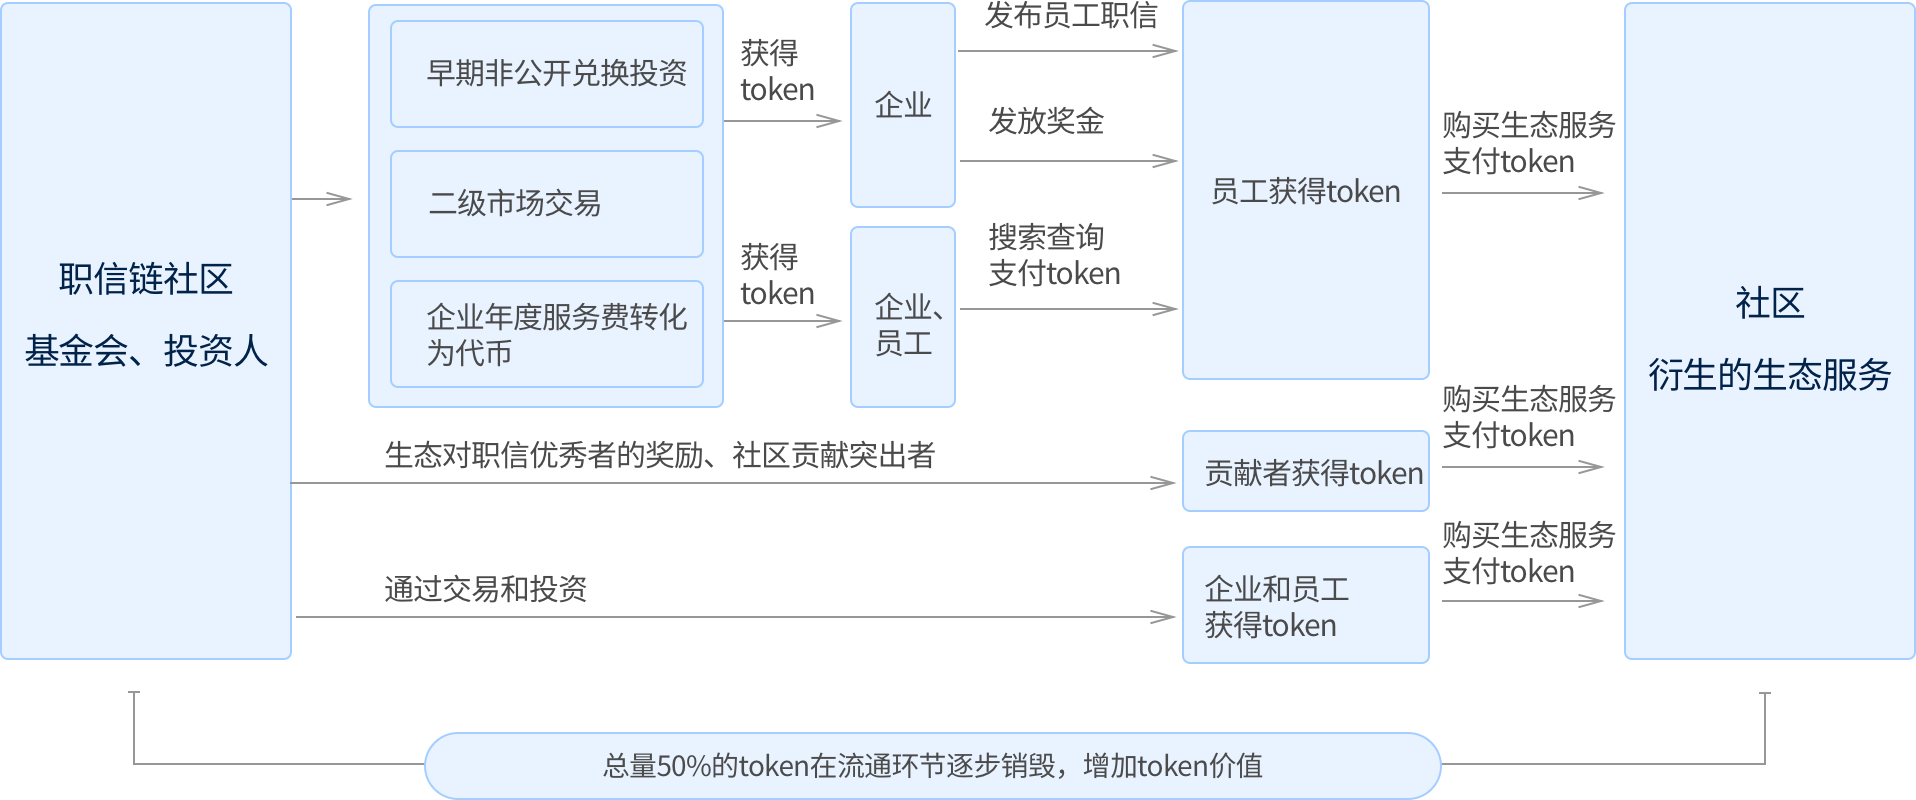 职信链社区
基金会、投资人
早期非公开兑换投资
二级市场交易
企业年度服务费转化
为代币
获得
token
获得
token
企业
企业、
员工
发布员工职信
发放奖金
搜索查询
支付token
员工获得token
购买生态服务
支付token
生态对职信优秀者的奖励、社区贡献突出者
贡献者获得token
购买生态服务
支付token
通过交易和投资
企业和员工
获得token
购买生态服务
支付token
社区
衍生的生态服务
总量50%的token在流通环节逐步销毁，增加token价值